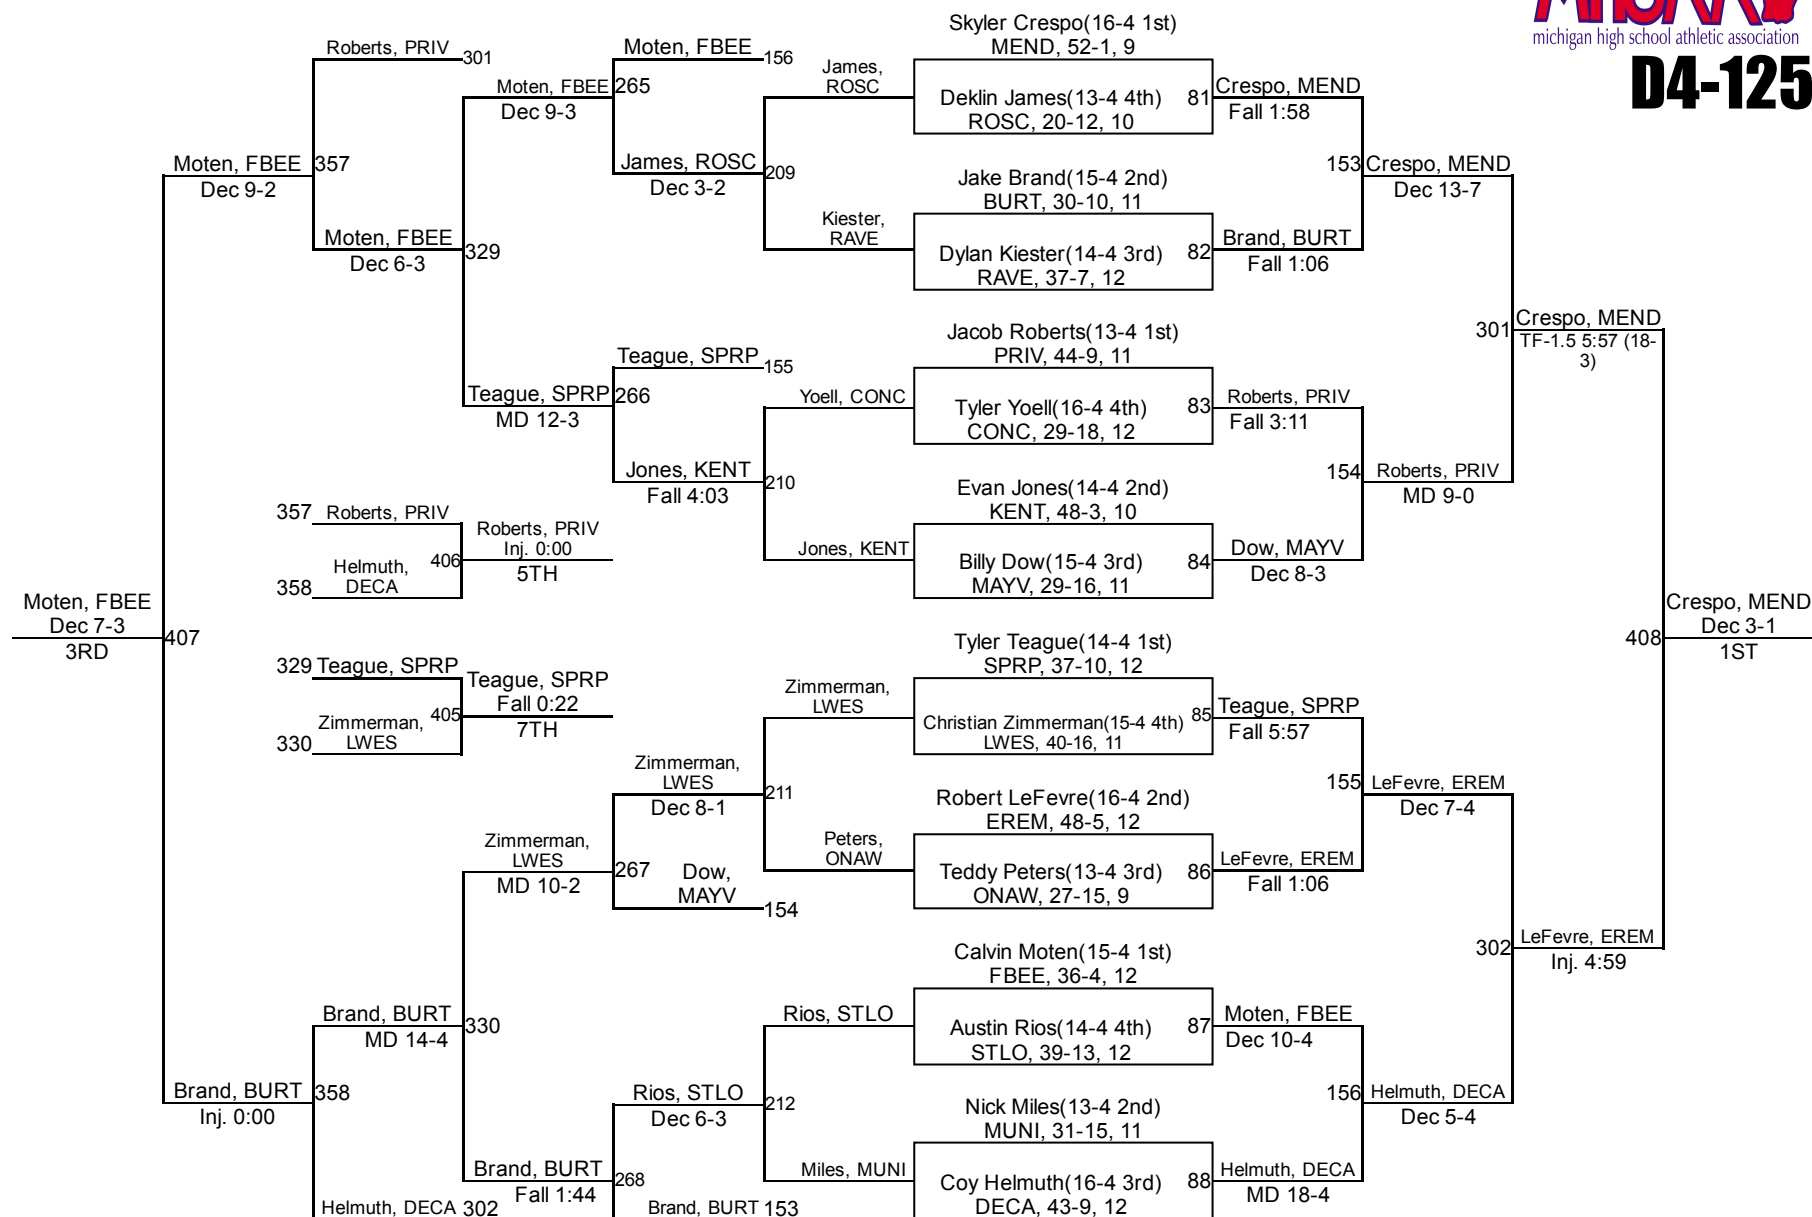 michigan high school athletic association
D4-125
Roberts, PRIV
301
Moten, FBEE
Dec 9-2
357
Moten, FBEE
Dec 6-3
329
Moten, FBEE
Dec 9-3
265
Moten, FBEE
156
James, ROSC
Dec 3-2
209
James,
ROSC
Kiester,
RAVE
Skyler Crespo(16-4 1st)
MEND, 52-1, 9
Deklin James(13-4 4th)
ROSC, 20-12, 10
81
Crespo, MEND
Fall 1:58
Jake Brand(15-4 2nd)
BURT, 30-10, 11
Dylan Kiester(14-4 3rd)
RAVE, 37-7, 12
82
Brand, BURT
Fall 1:06
153
Crespo, MEND
Dec 13-7
Teague, SPRP
155
Teague, SPRP
MD 12-3
266
Jones, KENT
Fall 4:03
210
Yoell, CONC
Jones, KENT
Jacob Roberts(13-4 1st)
PRIV, 44-9, 11
Tyler Yoell(16-4 4th)
CONC, 29-18, 12
83
Roberts, PRIV
Fall 3:11
Evan Jones(14-4 2nd)
KENT, 48-3, 10
Billy Dow(15-4 3rd)
MAYV, 29-16, 11
84
Dow, MAYV
Dec 8-3
154
Roberts, PRIV
MD 9-0
301
Crespo, MEND
TF-1.5 5:57 (18-
3)
357
Roberts, PRIV
Helmuth,
DECA
358
406
Roberts, PRIV
Inj. 0:00
5TH
Moten, FBEE
Dec 7-3
3RD
407
329
Teague, SPRP
Zimmerman,
LWES
330
405
Teague, SPRP
Fall 0:22
7TH
408
Crespo, MEND
Dec 3-1
1ST
Zimmerman,
LWES
Dec 8-1
211
Zimmerman,
LWES
Peters,
ONAW
Tyler Teague(14-4 1st)
SPRP, 37-10, 12
Christian Zimmerman(15-4 4th)
LWES, 40-16, 11
85
Teague, SPRP
Fall 5:57
Robert LeFevre(16-4 2nd)
EREM, 48-5, 12
Teddy Peters(13-4 3rd)
ONAW, 27-15, 9
86
LeFevre, EREM
Fall 1:06
155
LeFevre, EREM
Dec 7-4
Zimmerman,
LWES
MD 10-2
267
Dow,
MAYV
154
302
LeFevre, EREM
Inj. 4:59
Brand, BURT
MD 14-4
330
Brand, BURT
Inj. 0:00
358
Rios, STLO
Dec 6-3
212
Rios, STLO
Miles, MUNI
Calvin Moten(15-4 1st)
FBEE, 36-4, 12
Austin Rios(14-4 4th)
STLO, 39-13, 12
87
Moten, FBEE
Dec 10-4
Nick Miles(13-4 2nd)
MUNI, 31-15, 11
Coy Helmuth(16-4 3rd)
DECA, 43-9, 12
88
Helmuth, DECA
MD 18-4
156
Helmuth, DECA
Dec 5-4
Brand, BURT
Fall 1:44
268
Helmuth, DECA 302
Brand, BURT 153